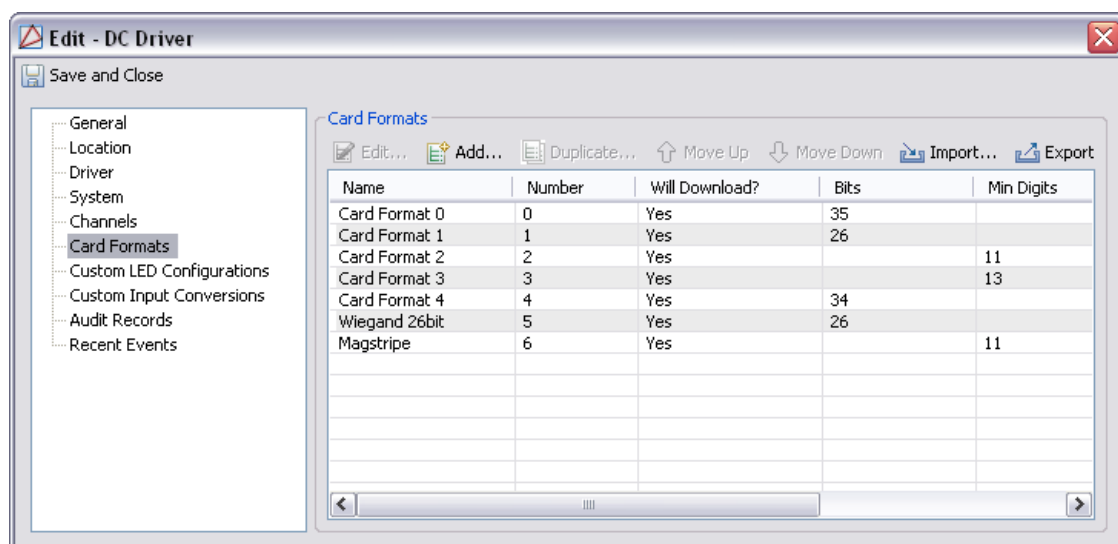 Edit - DC Driver
Save and Close
General
Location
Driver
System
Channels
Card Formats
Custom LED Configurations
Custom Input Conversions
Audit Records
Recent Events
Card Formats
Edit... Add... Duplicate... Move Up Move Down Import... Export
Name Number Will Download? Bits Min Digits
Card Format 0 0 Yes 35
Card Format 1 1 Yes 26
Card Format 2 2 Yes 11
Card Format 3 3 Yes 13
Card Format 4 4 Yes 34
Wiegand 26bit 5 Yes 26
Magstripe 6 Yes 11